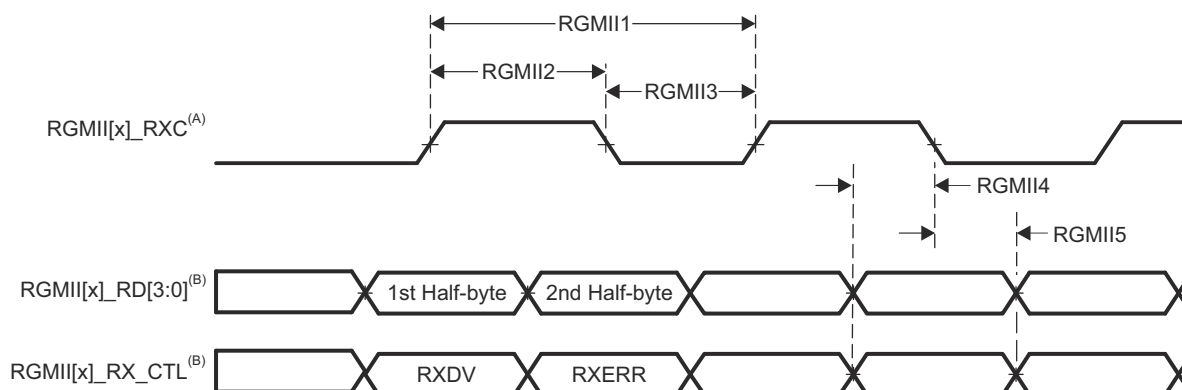 RGMII1
RGMII2
RGMII3
RGMII[x]_RXC(A)
RGMII4
RGMII5
RGMII[x]_RD[3:0](B)
1st Half-byte
2nd Half-byte
RGMII[x]_RX_CTL(B)
RXDV
RXERR